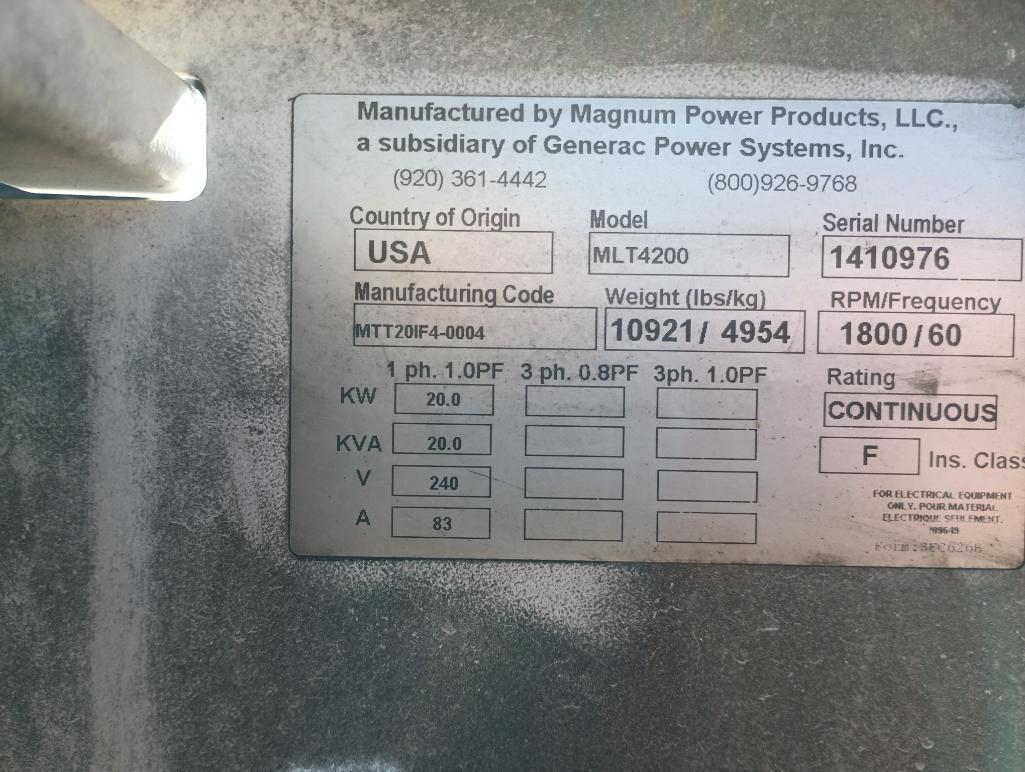 Manufactured by Magnum Power Products, LLC.,
a subsidiary of Generac Power Systems, Inc.
(920) 361-4442 (800)926-9768
Country of Origin Model Serial Number
USA MLT4200 1410976
Manufacturing Code Weight (lbs/kg) RPM/Frequency
MTT20IF4-0004 10921/ 4954 1800/60
1 ph. 1.0PF 3 ph. 0.8PF 3ph. 1.0PF Rating
KW 20.0 CONTINUOUS
KVA 20.0 F Ins. Class
V 240
A 83
FOR ELECTRICAL EQUIPMENT
ONLY. POUR MATERIAL
ELECTRIQUE SEULEMENT.